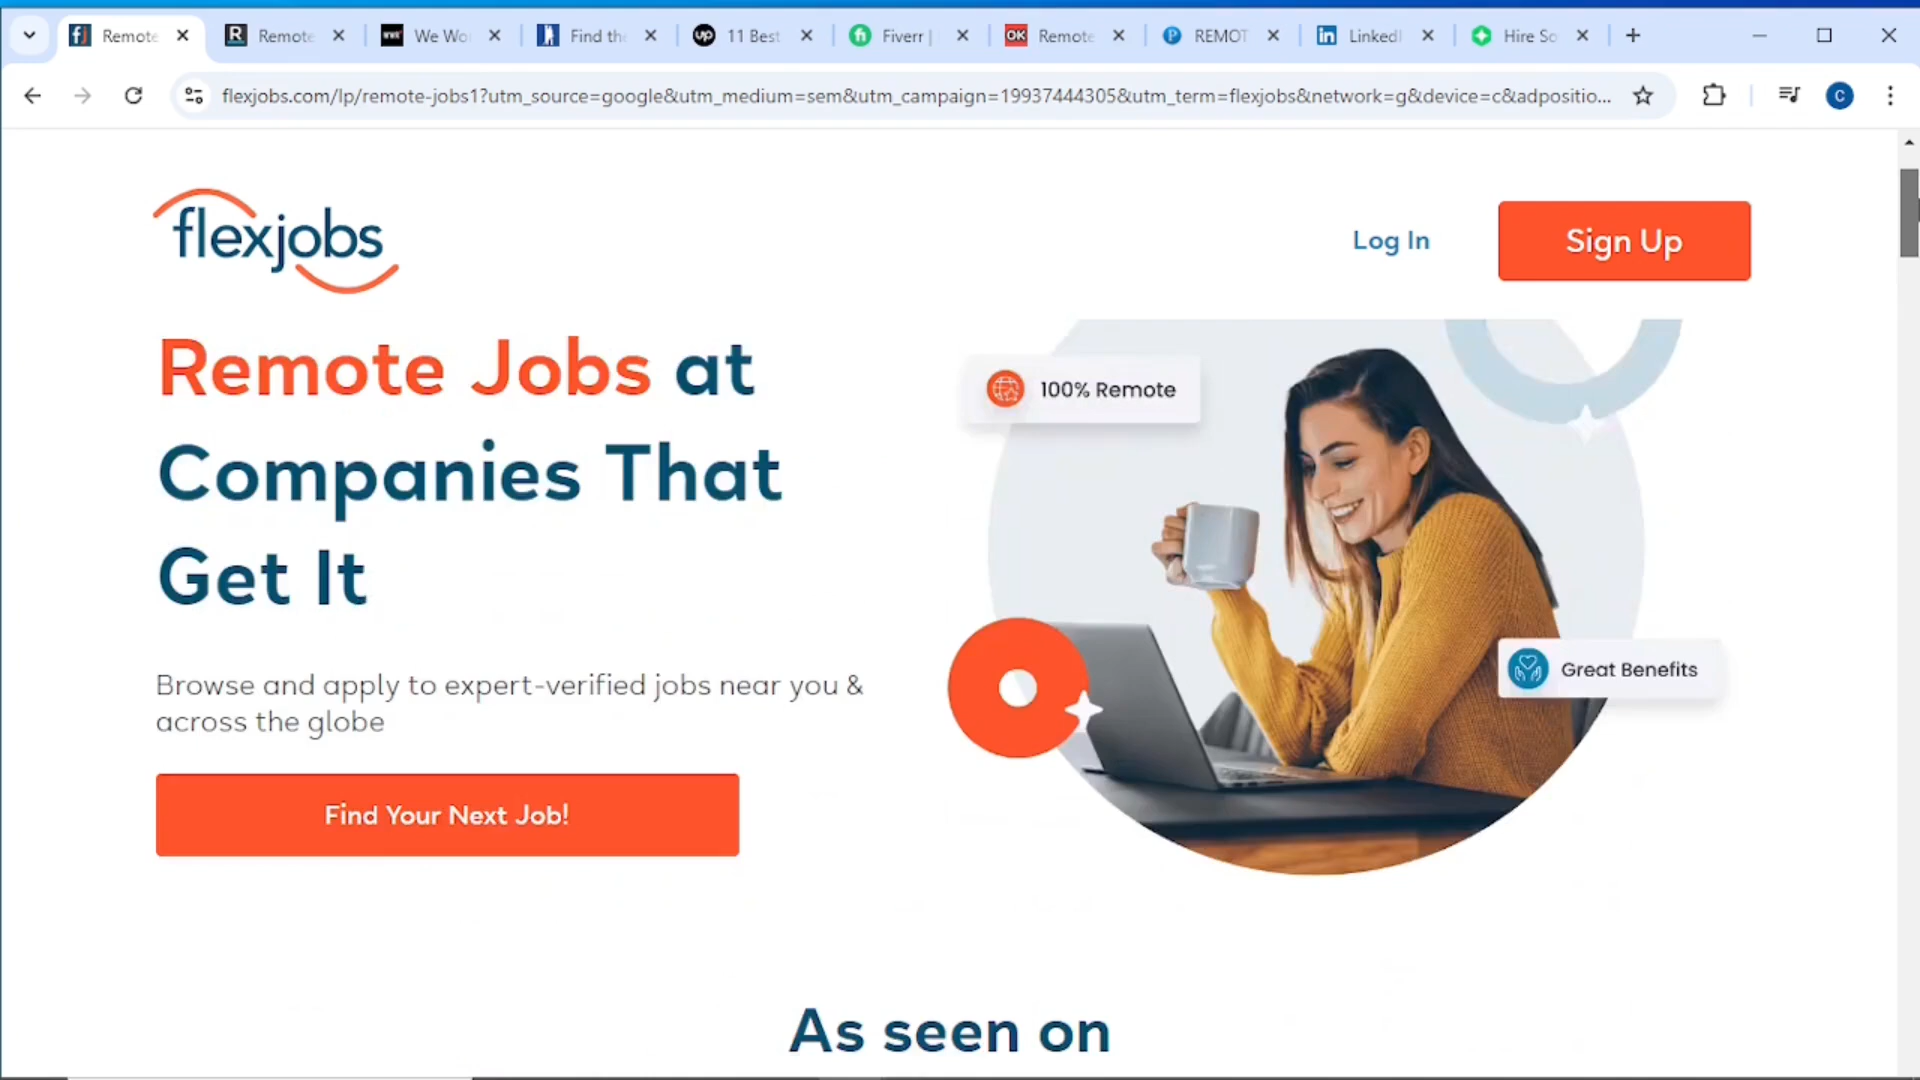 Remote
Remote
We Wo
Find the
11 Best
Fiverr |
Remote
REMOT
LinkedI
Hire So
flexjobs.com/lp/remote-jobs1?utm_source=google&utm_medium=sem&utm_campaign=19937444305&utm_term=flexjobs&network=g&device=c&adpositio...
C
flexjobs
Log In
Sign Up
Remote Jobs at
Companies That
Get It
100% Remote
Great Benefits
Browse and apply to expert-verified jobs near you &
across the globe
Find Your Next Job!
As seen on